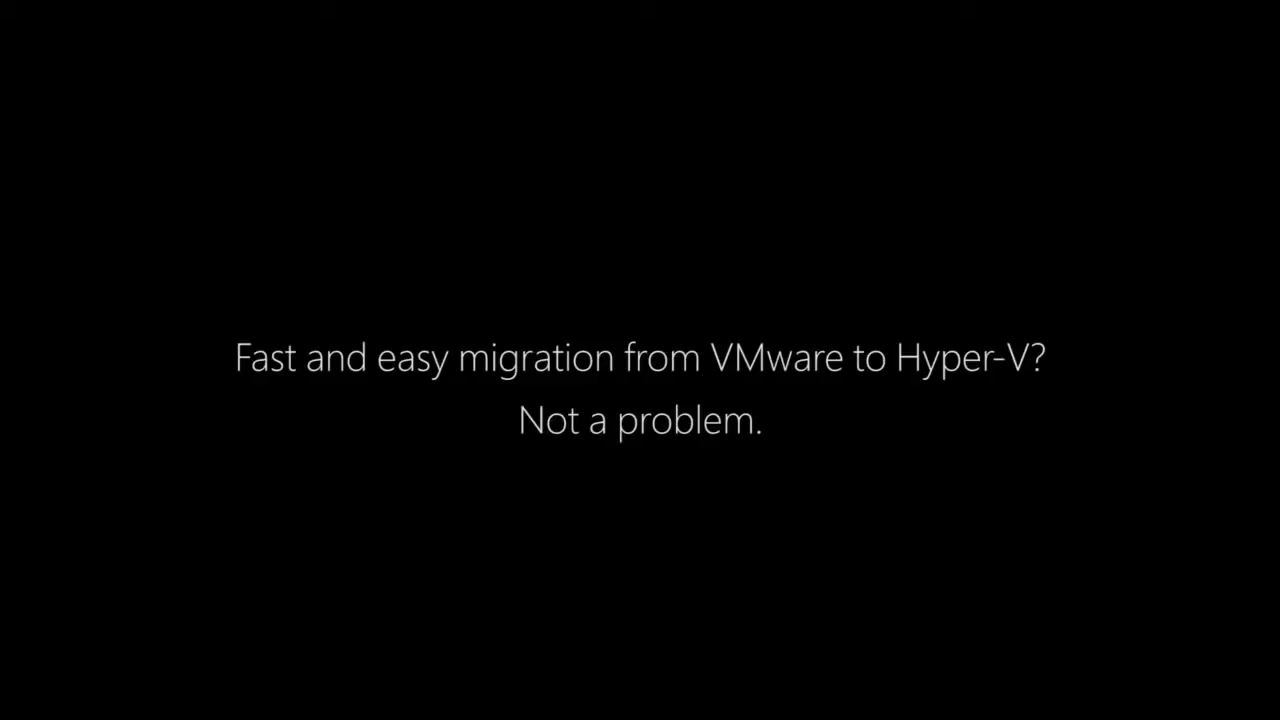 Fast and easy migration from VMware to Hyper-V?
Not a problem.